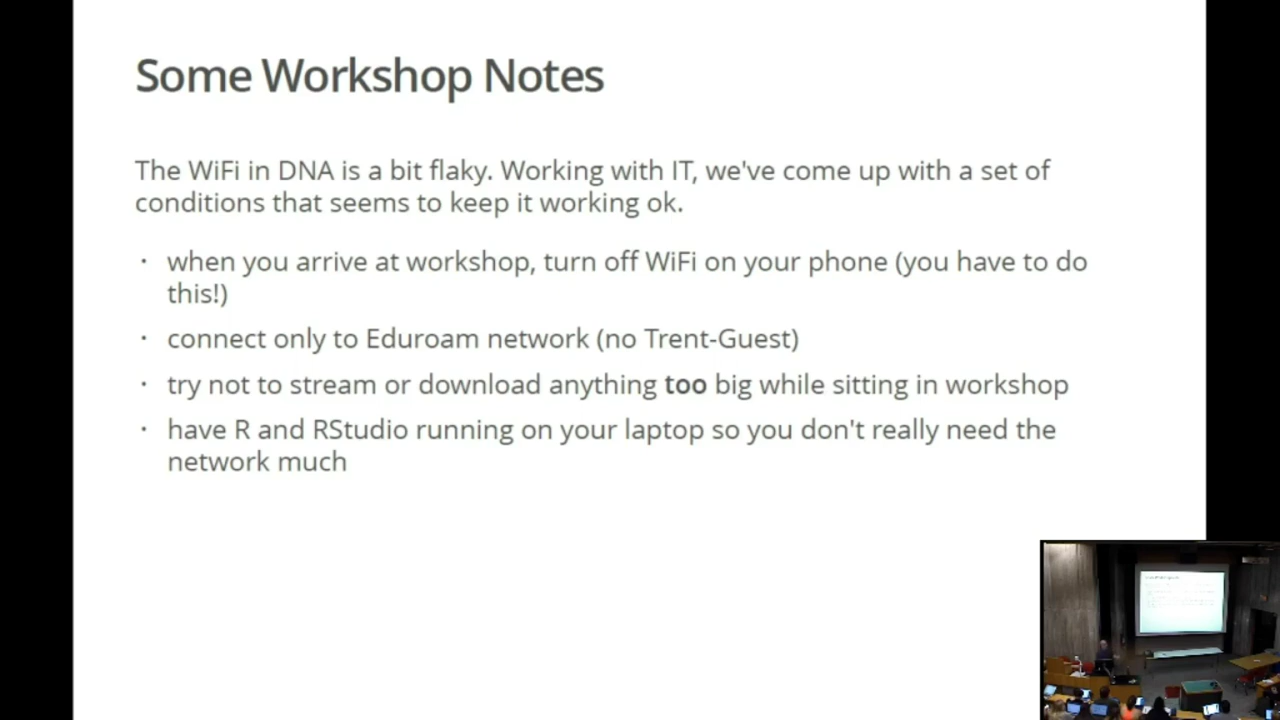 Some Workshop Notes
The WiFi in DNA is a bit flaky. Working with IT, we've come up with a set of
conditions that seems to keep it working ok.
· when you arrive at workshop, turn off WiFi on your phone (you have to do
this!)
· connect only to Eduroam network (no Trent-Guest)
· try not to stream or download anything too big while sitting in workshop
· have R and RStudio running on your laptop so you don't really need the
network much